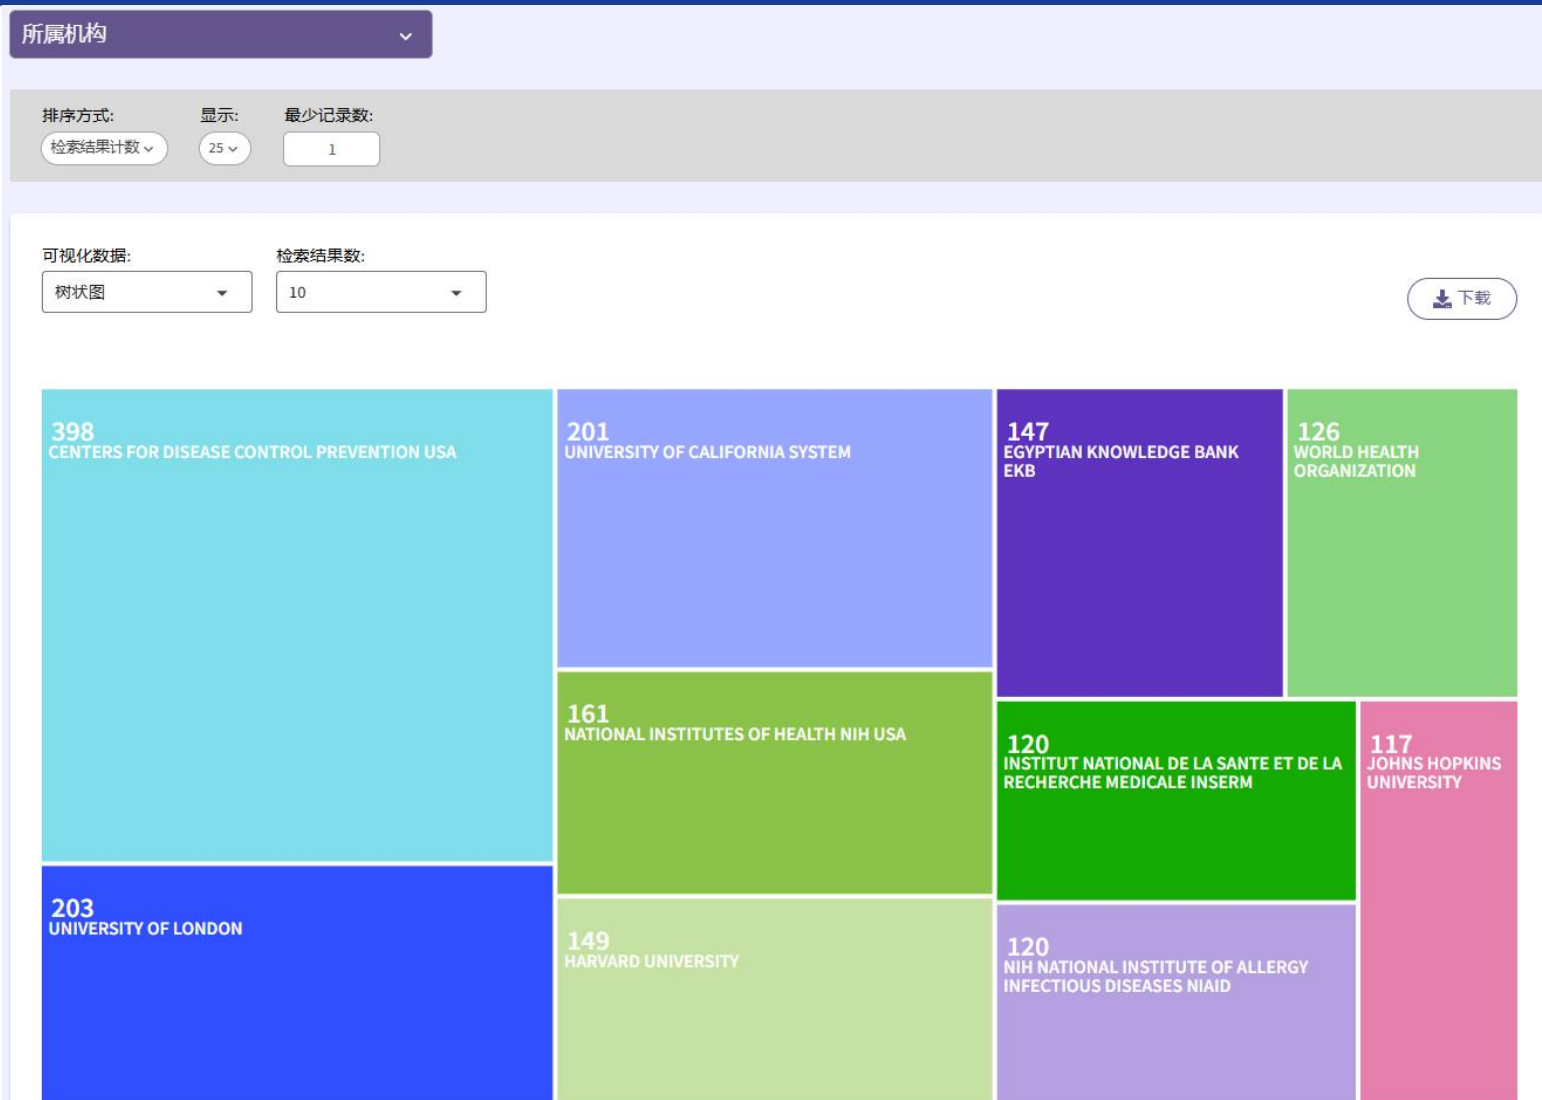 所属机构
排序方式:
显示:
最少记录数:
检索结果计数
25
1
可视化数据:
检索结果数:
树状图
10
下载
398
CENTERS FOR DISEASE CONTROL PREVENTION USA
201
UNIVERSITY OF CALIFORNIA SYSTEM
147
EGYPTIAN KNOWLEDGE BANK
EKB
126
WORLD HEALTH
ORGANIZATION
161
NATIONAL INSTITUTES OF HEALTH NIH USA
120
INSTITUT NATIONAL DE LA SANTE ET DE LA
RECHERCHE MEDICALE INSERM
117
JOHNS HOPKINS
UNIVERSITY
203
UNIVERSITY OF LONDON
149
HARVARD UNIVERSITY
120
NIH NATIONAL INSTITUTE OF ALLERGY
INFECTIOUS DISEASES NIAID